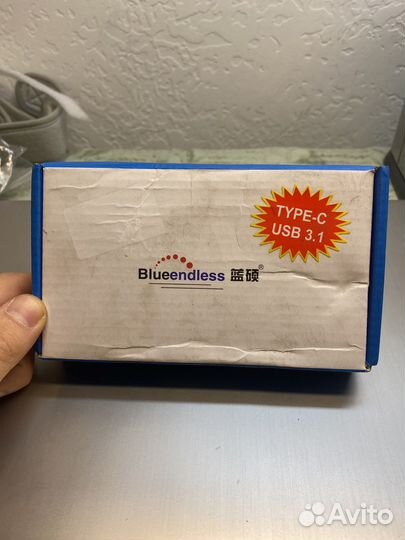 TYPE-C
USB 3.1
Blueendless 蓝硕®
Avito